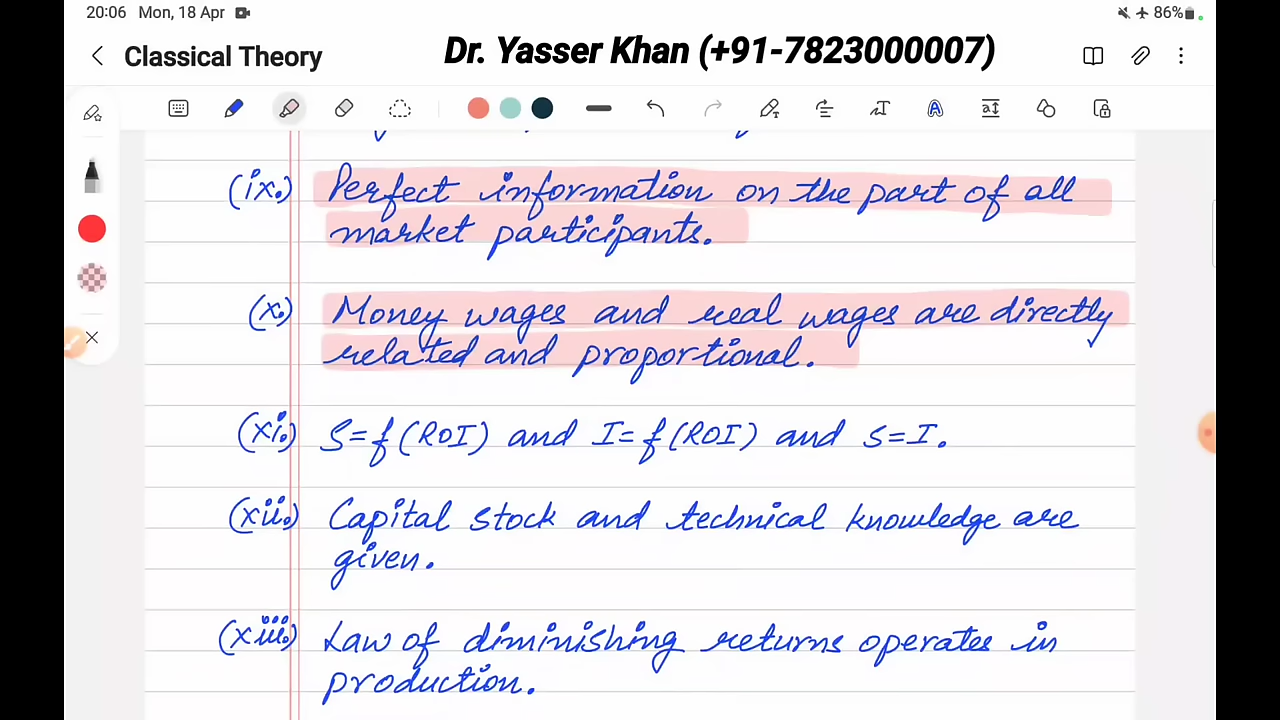 20:06 Mon, 18 Apr
86%
Classical Theory
Dr. Yasser Khan (+91-7823000007)
(ix.) Perfect information on the part of all
market participants.
(x.) Money wages and real wages are directly
related and proportional.
(xi.) S=f(ROI) and I=f(ROI) and S=I.
(xii.) Capital stock and technical knowledge are
given.
(xiii.) Law of diminishing returns operates in
production.